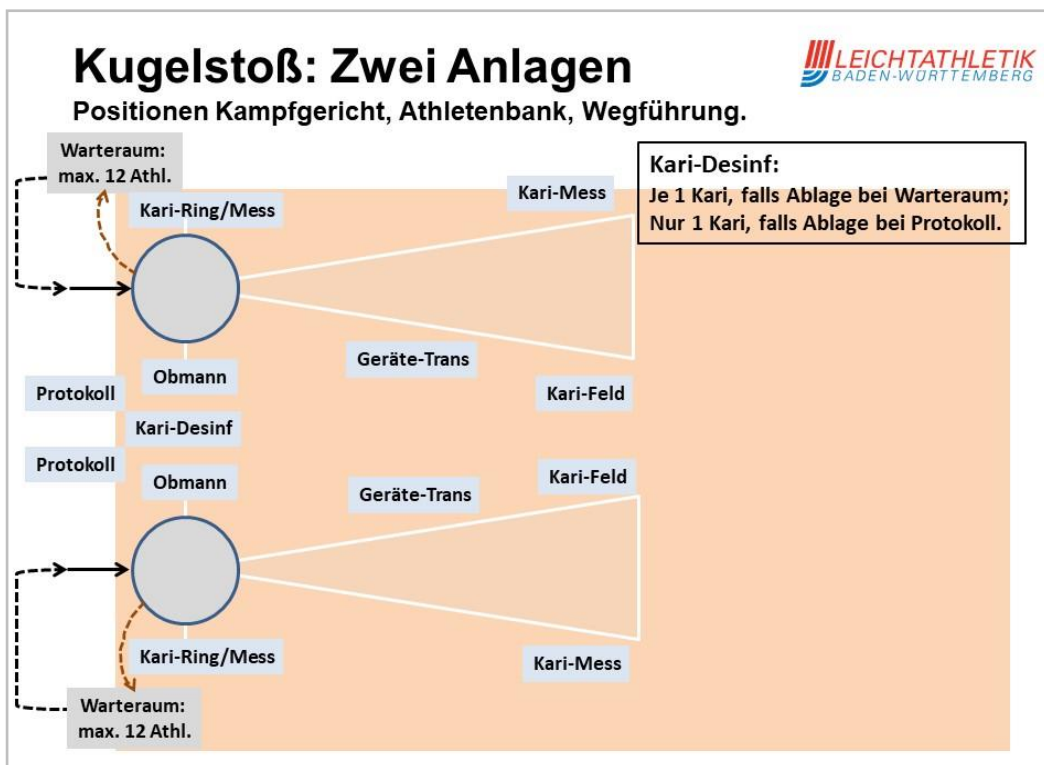 Kugelstoß: Zwei Anlagen
Positionen Kampfgericht, Athletenbank, Wegführung.
LEICHTATHLETIK
BADEN-WÜRTTEMBERG
Warteraum:
max. 12 Athl.
Kari-Desinf:
Je 1 Kari, falls Ablage bei Warteraum;
Nur 1 Kari, falls Ablage bei Protokoll.
Kari-Ring/Mess
Kari-Mess
Geräte-Trans
Obmann
Kari-Feld
Protokoll
Kari-Desinf
Protokoll
Obmann
Kari-Feld
Geräte-Trans
Kari-Ring/Mess
Kari-Mess
Warteraum:
max. 12 Athl.